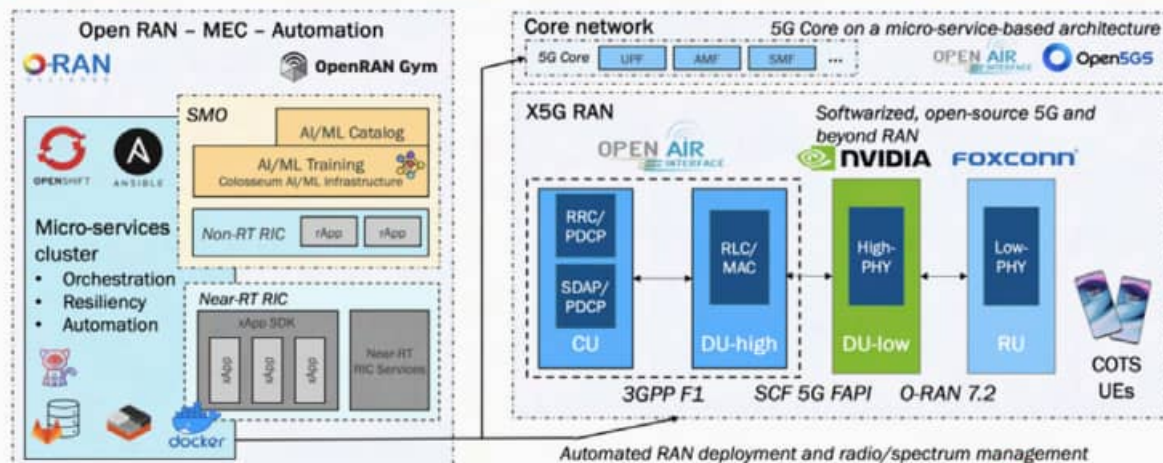 Open RAN – MEC – Automation
O-RAN
ALLIANCE
OpenRAN Gym
OPENSHIFT
ANSIBLE
Micro-services
cluster
• Orchestration
• Resiliency
• Automation
docker
SMO
AI/ML Catalog
AI/ML Training
Colosseum AI/ML Infrastructure
Non-RT RIC
rApp
rApp
Near-RT RIC
xApp SDK
xApp
xApp
xApp
Near-RT
RIC Services
Core network
5G Core on a micro-service-based architecture
5G Core
UPF
AMF
SMF
...
OPEN AIR
INTERFACE
Open5GS
X5G RAN
Softwarized, open-source 5G and
beyond RAN
OPEN AIR
INTERFACE
NVIDIA
FOXCONN
RRC/
PDCP
SDAP/
PDCP
CU
RLC/
MAC
DU-high
High-
PHY
DU-low
Low-
PHY
RU
COTS
UEs
3GPP F1
SCF 5G FAPI
O-RAN 7.2
Automated RAN deployment and radio/spectrum management